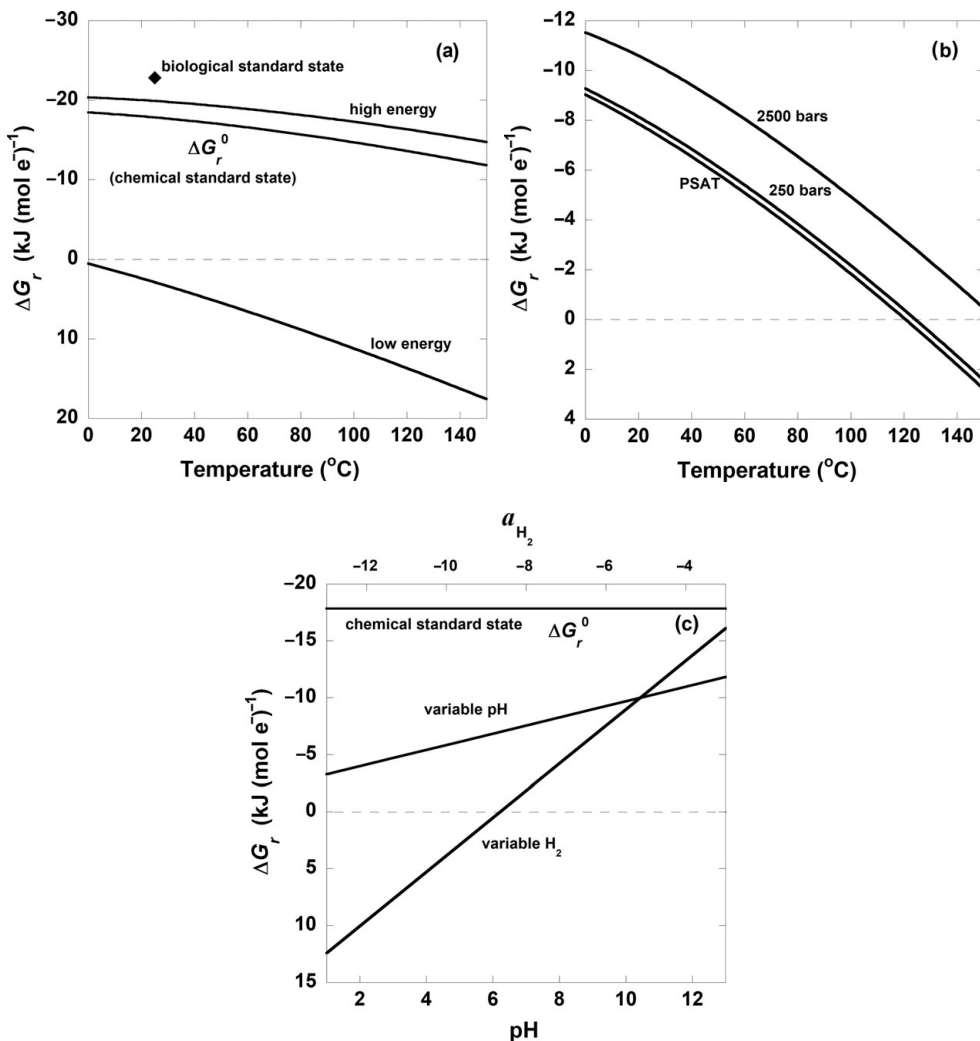 (a)
−30
−20
−10
0
10
20
ΔGr (kJ (mol e⁻)⁻¹)
biological standard state
high energy
ΔGr⁰
(chemical standard state)
low energy
0 20 40 60 80 100 120 140
Temperature (°C)
(b)
−12
−10
−8
−6
−4
−2
0
2
4
ΔGr (kJ (mol e⁻)⁻¹)
2500 bars
250 bars
PSAT
0 20 40 60 80 100 120 140
Temperature (°C)
aH₂
−12 −10 −8 −6 −4
(c)
−20
−15
−10
−5
0
5
10
15
ΔGr (kJ (mol e⁻)⁻¹)
chemical standard state ΔGr⁰
variable pH
variable H₂
2 4 6 8 10 12
pH